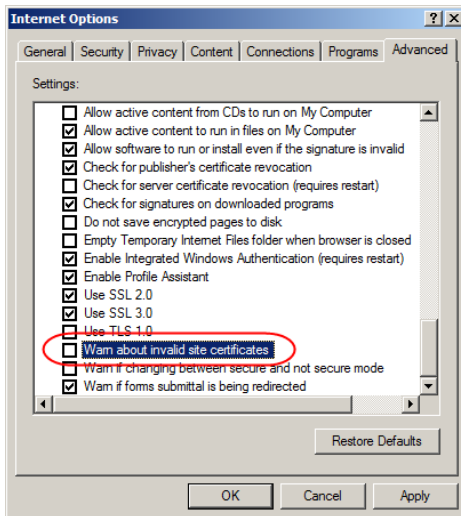 Internet Options
General Security Privacy Content Connections Programs Advanced
Settings:
Allow active content from CDs to run on My Computer
Allow active content to run in files on My Computer
Allow software to run or install even if the signature is invalid
Check for publisher's certificate revocation
Check for server certificate revocation (requires restart)
Check for signatures on downloaded programs
Do not save encrypted pages to disk
Empty Temporary Internet Files folder when browser is closed
Enable Integrated Windows Authentication (requires restart)
Enable Profile Assistant
Use SSL 2.0
Use SSL 3.0
Use TLS 1.0
Warn about invalid site certificates
Warn if changing between secure and not secure mode
Warn if forms submittal is being redirected
Restore Defaults
OK Cancel Apply